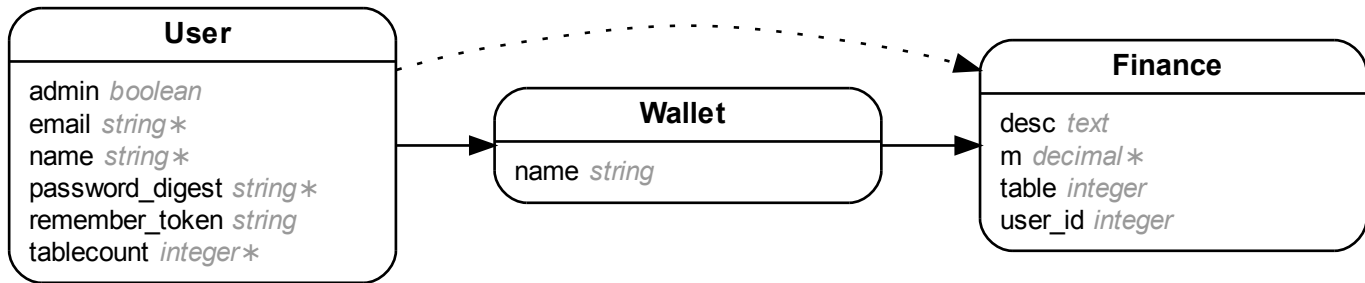 User
admin boolean
email string∗
name string∗
password_digest string∗
remember_token string
tablecount integer∗
Wallet
name string
Finance
desc text
m decimal∗
table integer
user_id integer